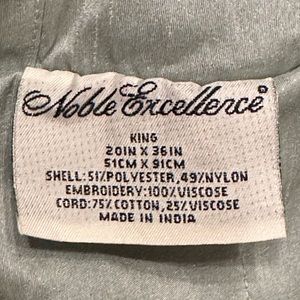 Noble Excellence®
KING
20IN X 36IN
51CM X 91CM
SHELL: 51%POLYESTER, 49%NYLON
EMBROIDERY: 100%VISCOSE
CORD: 75%COTTON, 25%VISCOSE
MADE IN INDIA